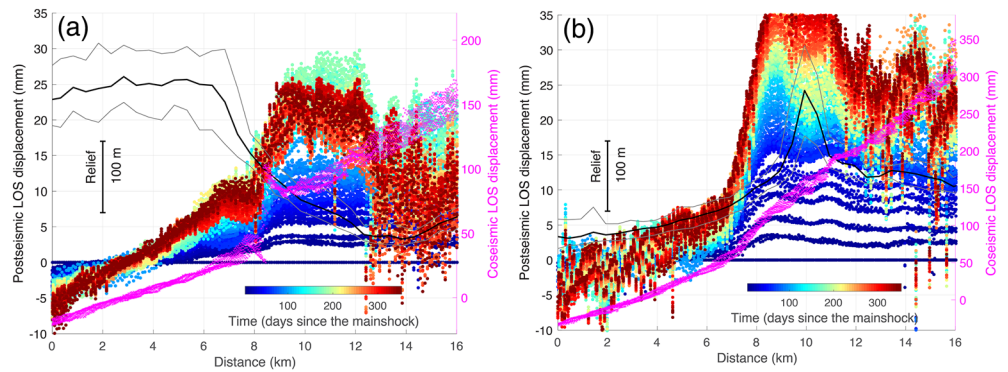 (a)
Postseismic LOS displacement (mm)
35
30
25
20
15
10
5
0
-5
-10
Relief
100 m
100 200 300
Time (days since the mainshock)
0 2 4 6 8 10 12 14 16
Distance (km)
200
150
100
50
0
Coseismic LOS displacement (mm)
(b)
Postseismic LOS displacement (mm)
35
30
25
20
15
10
5
0
-5
-10
Relief
100 m
100 200 300
Time (days since the mainshock)
0 2 4 6 8 10 12 14 16
Distance (km)
350
300
250
200
150
100
50
0
Coseismic LOS displacement (mm)